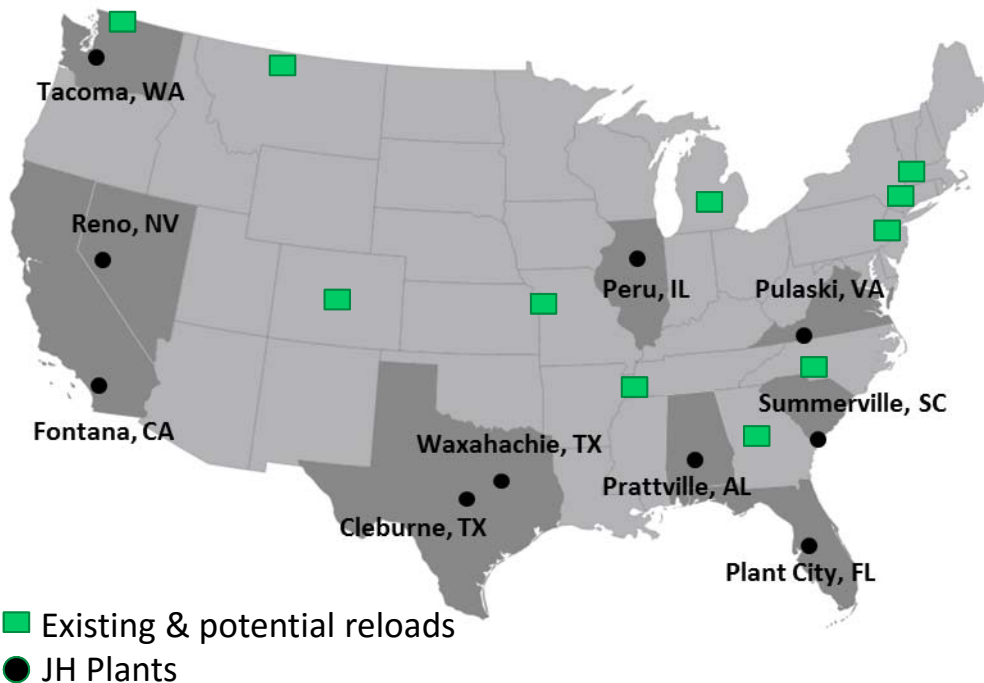 Tacoma, WA
Reno, NV
Peru, IL
Pulaski, VA
Fontana, CA
Summerville, SC
Waxahachie, TX
Prattville, AL
Cleburne, TX
Plant City, FL
Existing & potential reloads
JH Plants